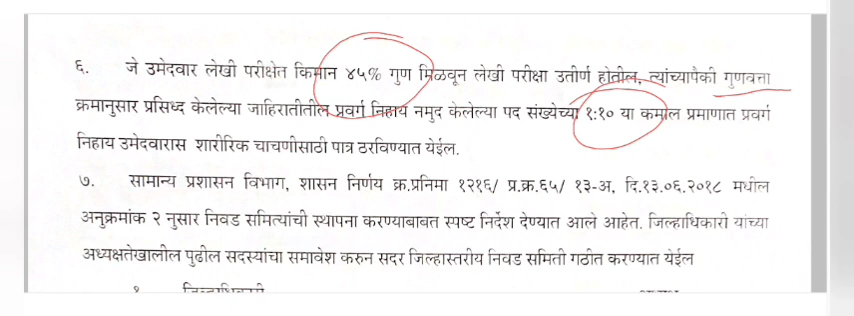 ६. जे उमेदवार लेखी परीक्षेत किमान ४५% गुण मिळवून लेखी परीक्षा उतीर्ण होतील, त्यांच्यापैकी गुणवत्ता
क्रमानुसार प्रसिध्द केलेल्या जाहिरातीतील प्रवर्ग निहाय नमुद केलेल्या पद संख्येच्या १:१० या कमाल प्रमाणात प्रवर्ग
निहाय उमेदवारास शारीरिक चाचणीसाठी पात्र ठरविण्यात येईल.
७. सामान्य प्रशासन विभाग, शासन निर्णय क्र.प्रनिमा १२१६/ प्र.क्र.६५/ १३-अ, दि.१३.०६.२०१८ मधील
अनुक्रमांक २ नुसार निवड समित्यांची स्थापना करण्याबाबत स्पष्ट निर्देश देण्यात आले आहेत. जिल्हाधिकारी यांच्या
अध्यक्षतेखालील पुढील सदस्यांचा समावेश करुन सदर जिल्हास्तरीय निवड समिती गठीत करण्यात येईल